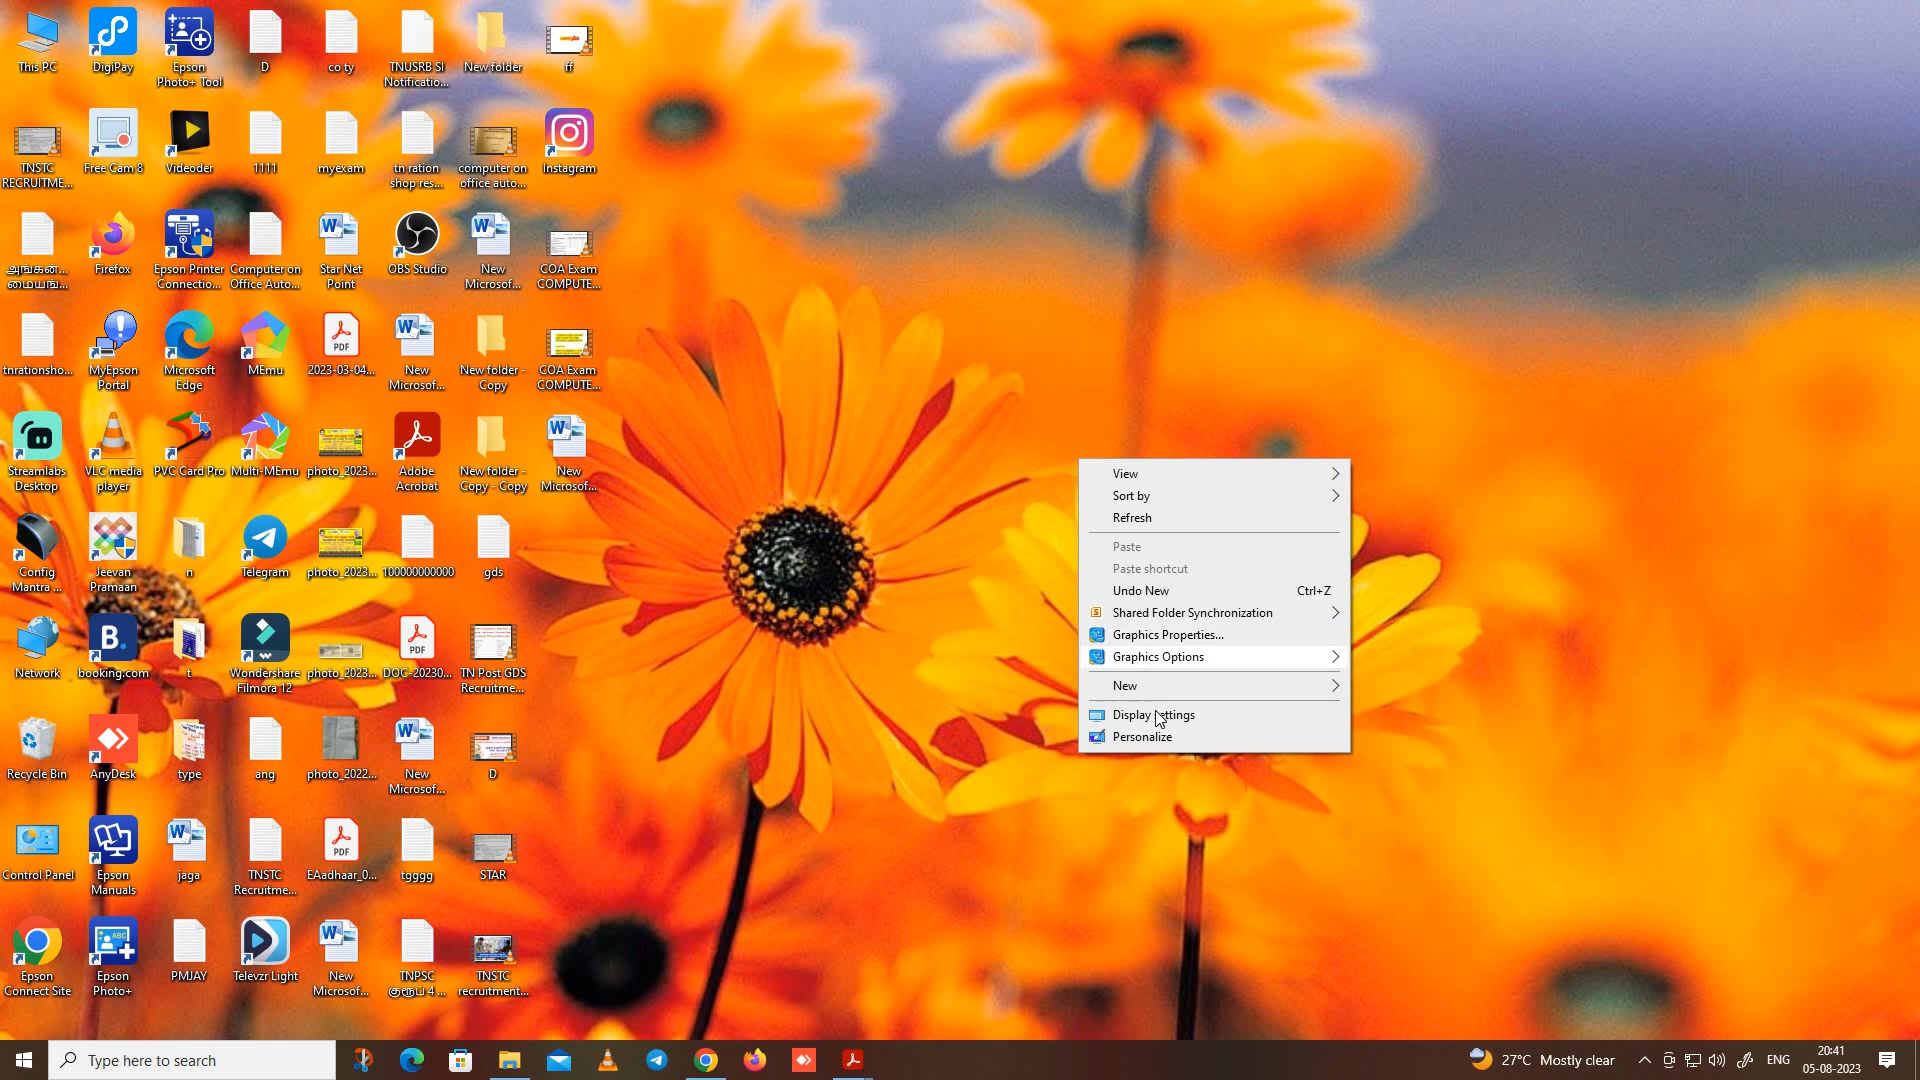 This PC
DigiPay
Epson
Photo+ Tool
D
co ty
TNUSRB SI
Notificatio...
New folder
ff
TNSTC
RECRUITME...
Free Cam 8
Videoder
1111
myexam
tn ration
shop res...
computer on
office auto...
Instagram
அங்கன்...
மையங்...
Firefox
Epson Printer
Connectio...
Computer on
Office Auto...
Star Net
Point
OBS Studio
New
Microsof...
COA Exam
COMPUTE...
tnrationsho...
MyEpson
Portal
Microsoft
Edge
MEmu
2023-03-04...
New
Microsof...
New folder -
Copy
COA Exam
COMPUTE...
Streamlabs
Desktop
VLC media
player
PVC Card Pro
Multi-MEmu
photo_2023...
Adobe
Acrobat
New folder -
Copy - Copy
New
Microsof...
Config
Mantra ...
Jeevan
Pramaan
n
Telegram
photo_2023...
100000000000
gds
Network
booking.com
t
Wondershare
Filmora 12
photo_2023...
DOC-20230...
TN Post GDS
Recruitme...
Recycle Bin
AnyDesk
type
ang
photo_2022...
New
Microsof...
D
Control Panel
Epson
Manuals
jaga
TNSTC
Recruitme...
EAadhaar_0...
tgggg
STAR
Epson
Connect Site
Epson
Photo+
PMJAY
Televzr Light
New
Microsof...
TNPSC
குரூப் 4 ...
TNSTC
recruitment...
View
Sort by
Refresh
Paste
Paste shortcut
Undo New Ctrl+Z
Shared Folder Synchronization
Graphics Properties...
Graphics Options
New
Display
Personalize
Type here to search
27°C Mostly clear
ENG
20:41
05-08-2023